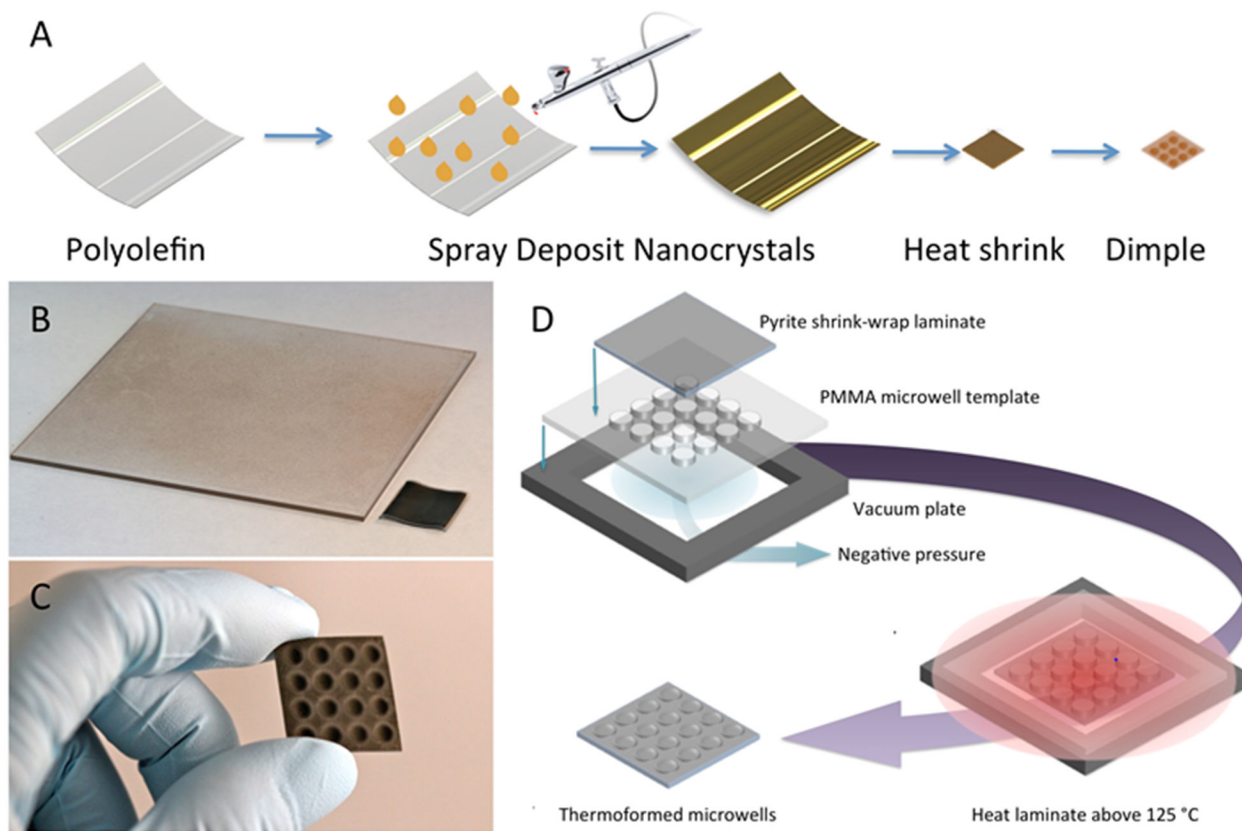 A
Polyolefin
Spray Deposit Nanocrystals
Heat shrink
Dimple
B
C
D
Pyrite shrink-wrap laminate
PMMA microwell template
Vacuum plate
Negative pressure
Heat laminate above 125 °C
Thermoformed microwells